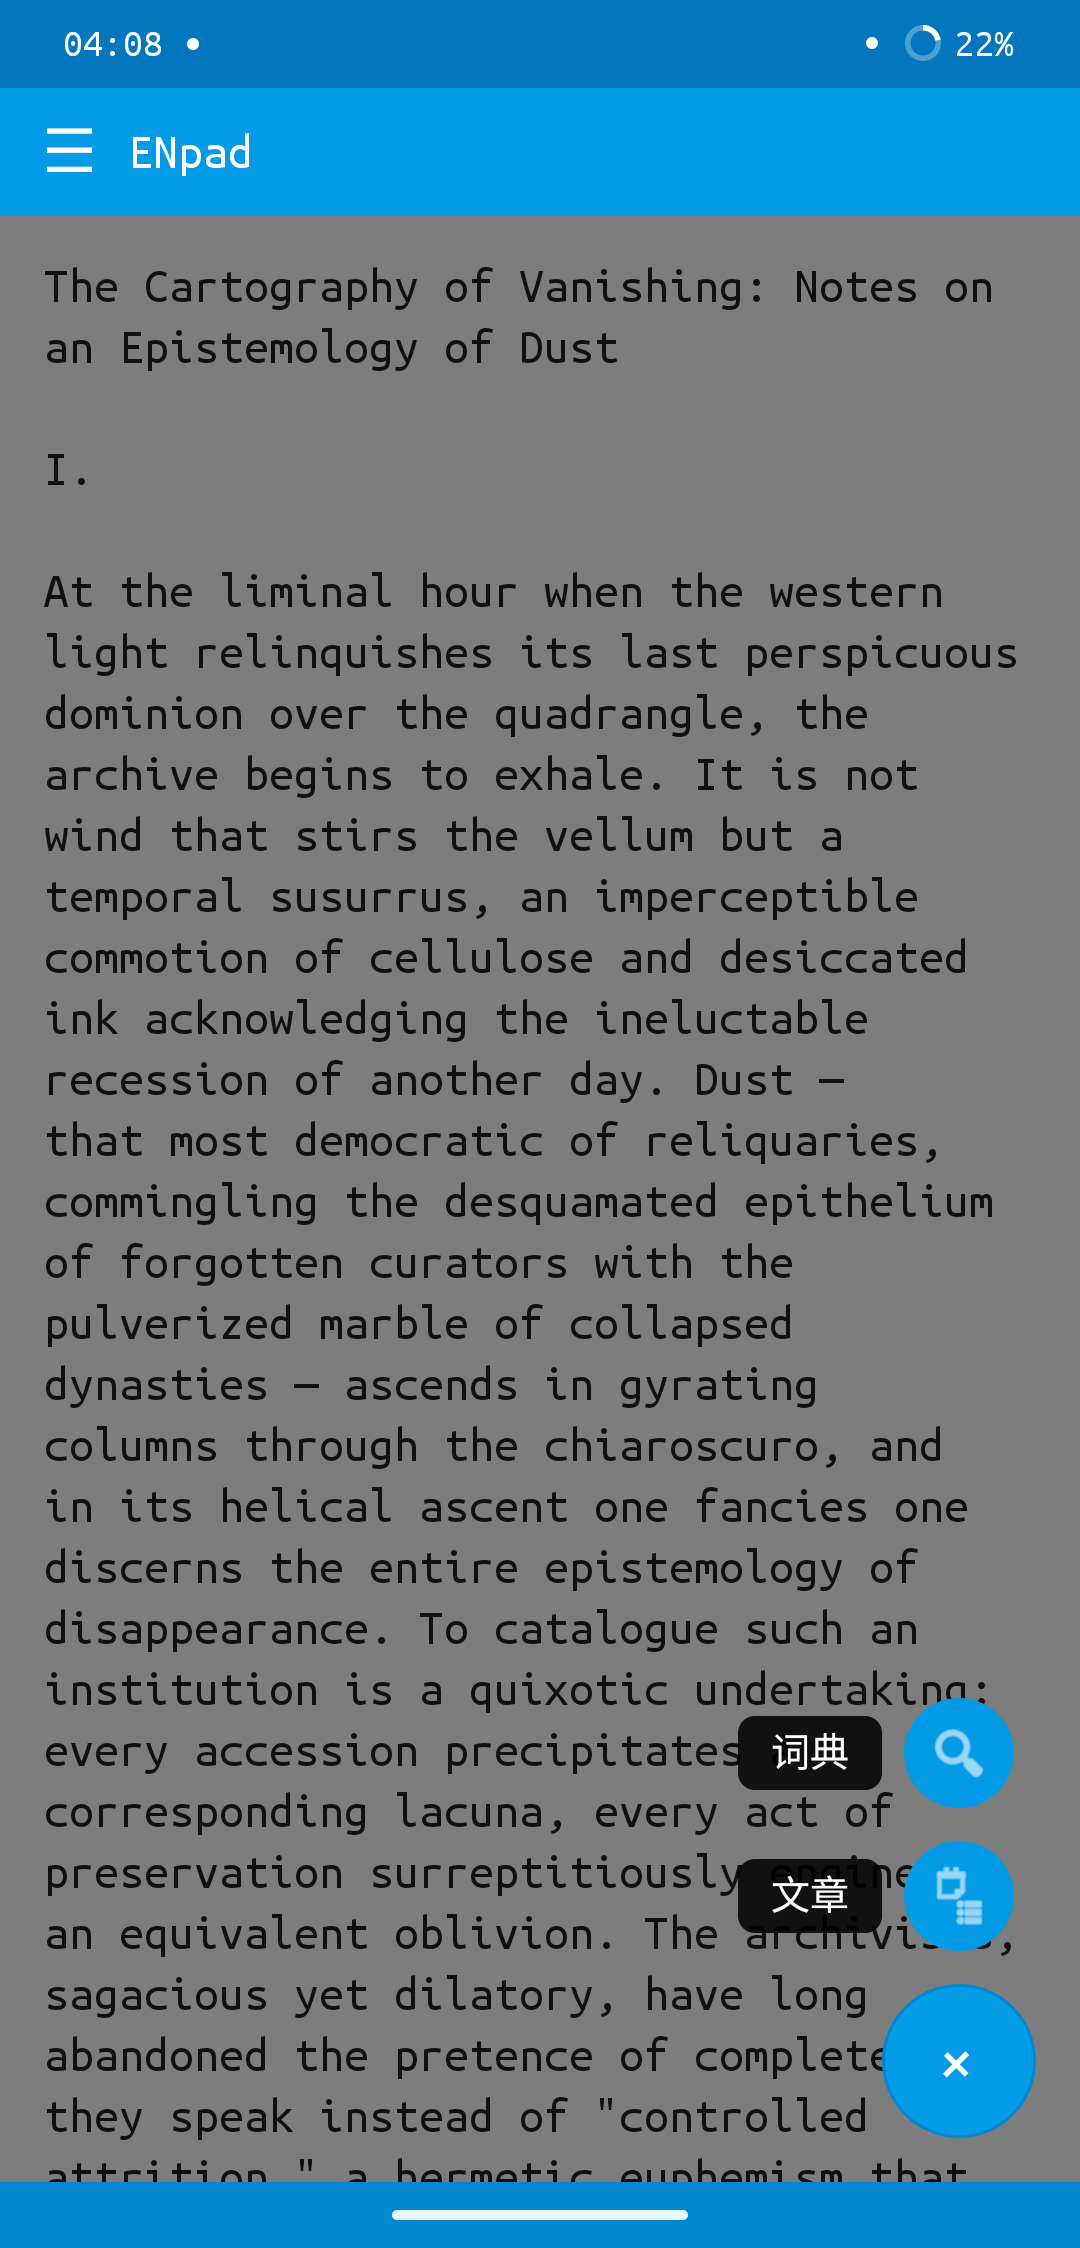 04:08
22%
ENpad
The Cartography of Vanishing: Notes on
an Epistemology of Dust
I.
At the liminal hour when the western
light relinquishes its last perspicuous
dominion over the quadrangle, the
archive begins to exhale. It is not
wind that stirs the vellum but a
temporal susurrus, an imperceptible
commotion of cellulose and desiccated
ink acknowledging the ineluctable
recession of another day. Dust —
that most democratic of reliquaries,
commingling the desquamated epithelium
of forgotten curators with the
pulverized marble of collapsed
dynasties — ascends in gyrating
columns through the chiaroscuro, and
in its helical ascent one fancies one
discerns the entire epistemology of
disappearance. To catalogue such an
institution is a quixotic undertaking:
every accession precipitates
词典
corresponding lacuna, every act of
preservation surreptitiously
文章
an equivalent oblivion. The
sagacious yet dilatory, have long
abandoned the pretence of
they speak instead of "controlled
attrition," a hermetic euphemism that